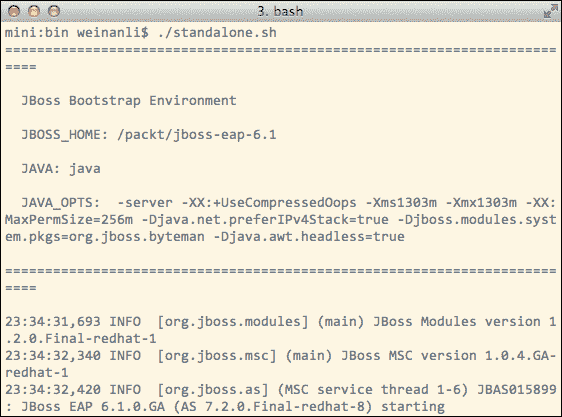 3. bash
mini:bin weinanli$ ./standalone.sh
===================================================================
====
JBoss Bootstrap Environment
JBOSS_HOME: /packt/jboss-eap-6.1
JAVA: java
JAVA_OPTS:  -server -XX:+UseCompressedOops -Xms1303m -Xmx1303m -XX:
MaxPermSize=256m -Djava.net.preferIPv4Stack=true -Djboss.modules.syst
em.pkgs=org.jboss.byteman -Djava.awt.headless=true
===================================================================
====
23:34:31,693 INFO  [org.jboss.modules] (main) JBoss Modules version 1
.2.0.Final-redhat-1
23:34:32,340 INFO  [org.jboss.msc] (main) JBoss MSC version 1.0.4.GA-
redhat-1
23:34:32,420 INFO  [org.jboss.as] (MSC service thread 1-6) JBAS015899
: JBoss EAP 6.1.0.GA (AS 7.2.0.Final-redhat-8) starting